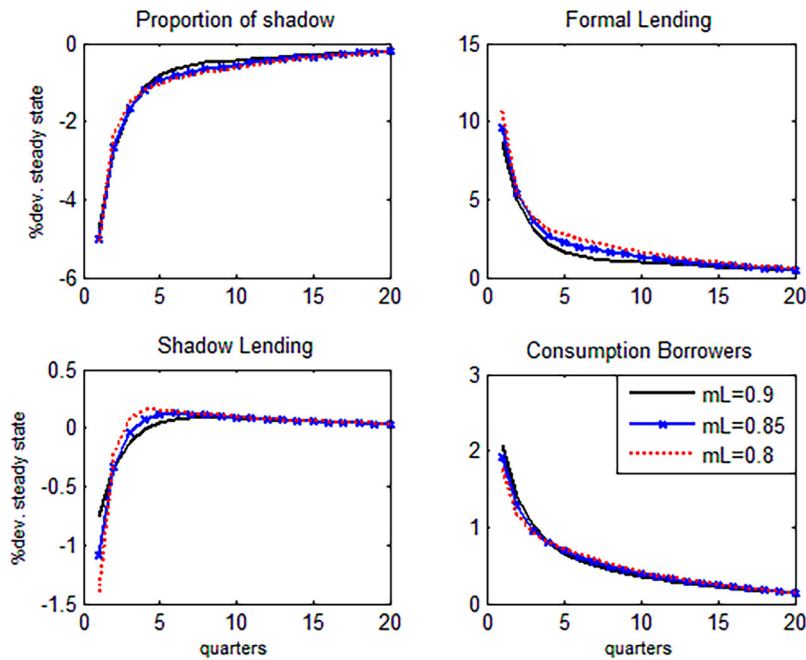 Proportion of shadow
%dev. steady state
0
-2
-4
-6
0 5 10 15 20
Formal Lending
15
10
5
0
0 5 10 15 20
Shadow Lending
%dev. steady state
0.5
0
-0.5
-1
-1.5
0 5 10 15 20
quarters
Consumption Borrowers
3
2
1
0
mL=0.9
mL=0.85
mL=0.8
0 5 10 15 20
quarters